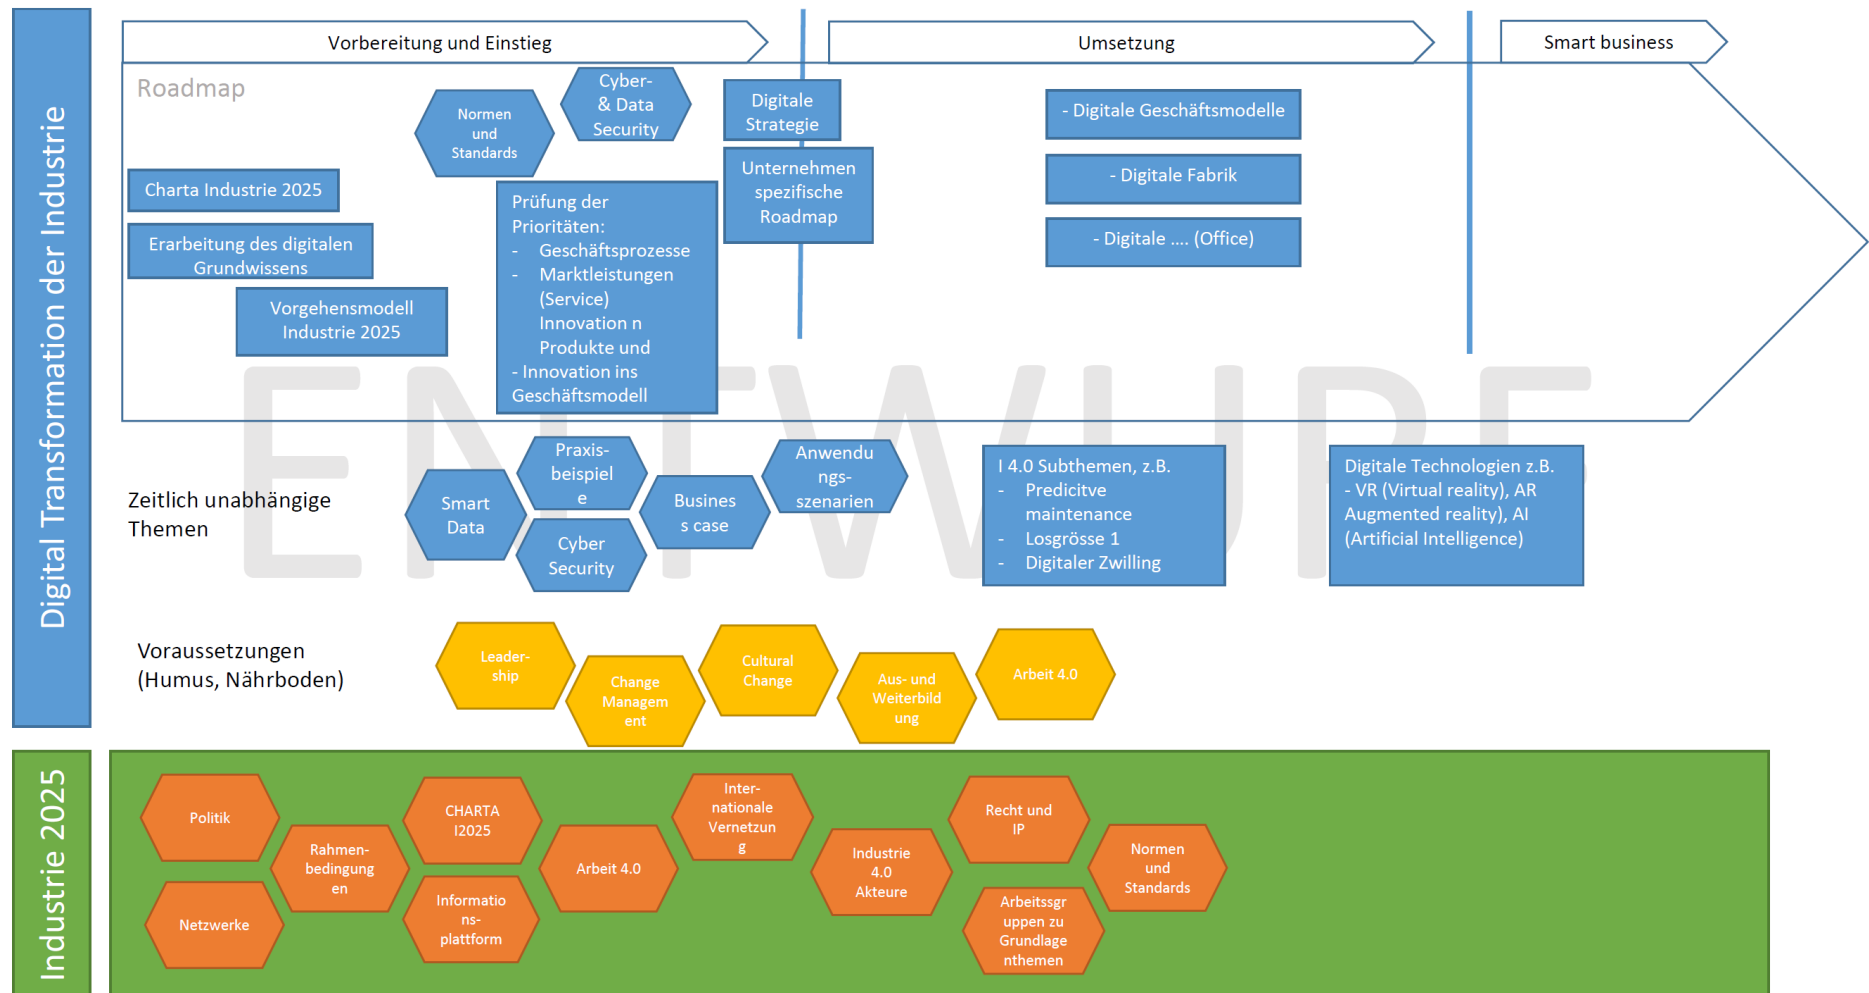 Digital Transformation der Industrie
Vorbereitung und Einstieg
Umsetzung
Smart business
Roadmap
Normen
und
Standards
Cyber-
& Data
Security
Digitale
Strategie
Unternehmen
spezifische
Roadmap
- Digitale Geschäftsmodelle
- Digitale Fabrik
- Digitale .... (Office)
Charta Industrie 2025
Erarbeitung des digitalen
Grundwissens
Vorgehensmodell
Industrie 2025
Prüfung der
Prioritäten:
- Geschäftsprozesse
- Marktleistungen
(Service)
Innovation n
Produkte und
- Innovation ins
Geschäftsmodell
ENTWURF
Zeitlich unabhängige
Themen
Smart
Data
Praxis-
beispiel
e
Cyber
Security
Busines
s case
Anwendu
ngs-
szenarien
I 4.0 Subthemen, z.B.
- Predicitve
maintenance
- Losgrösse 1
- Digitaler Zwilling
Digitale Technologien z.B.
- VR (Virtual reality), AR
Augmented reality), AI
(Artificial Intelligence)
Voraussetzungen
(Humus, Nährboden)
Leader-
ship
Change
Managem
ent
Cultural
Change
Aus- und
Weiterbild
ung
Arbeit 4.0
Industrie 2025
Politik
Netzwerke
Rahmen-
bedingung
en
CHARTA
I2025
Informatio
ns-
plattform
Arbeit 4.0
Inter-
nationale
Vernetzun
g
Industrie
4.0
Akteure
Recht und
IP
Arbeitssgr
uppen zu
Grundlage
nthemen
Normen
und
Standards